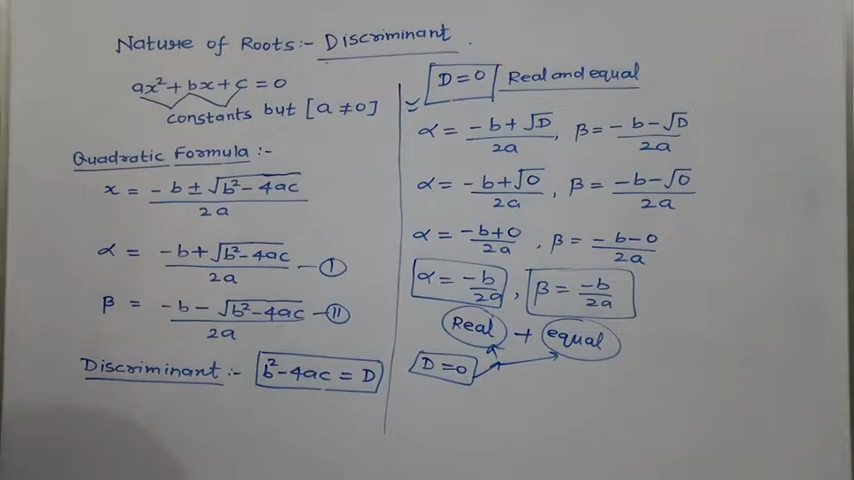 Nature of Roots:- Discriminant
ax² + bx + c = 0
constants but [a ≠ 0]
Quadratic Formula :-
x = -b ± √b² - 4ac / 2a
α = -b + √b² - 4ac / 2a - I
β = -b - √b² - 4ac / 2a - II
Discriminant :- b² - 4ac = D
D = 0 Real and equal
α = -b + √D / 2a , β = -b - √D / 2a
α = -b + √0 / 2a , β = -b - √0 / 2a
α = -b + 0 / 2a , β = -b - 0 / 2a
α = -b / 2a , β = -b / 2a
Real + equal
D = 0